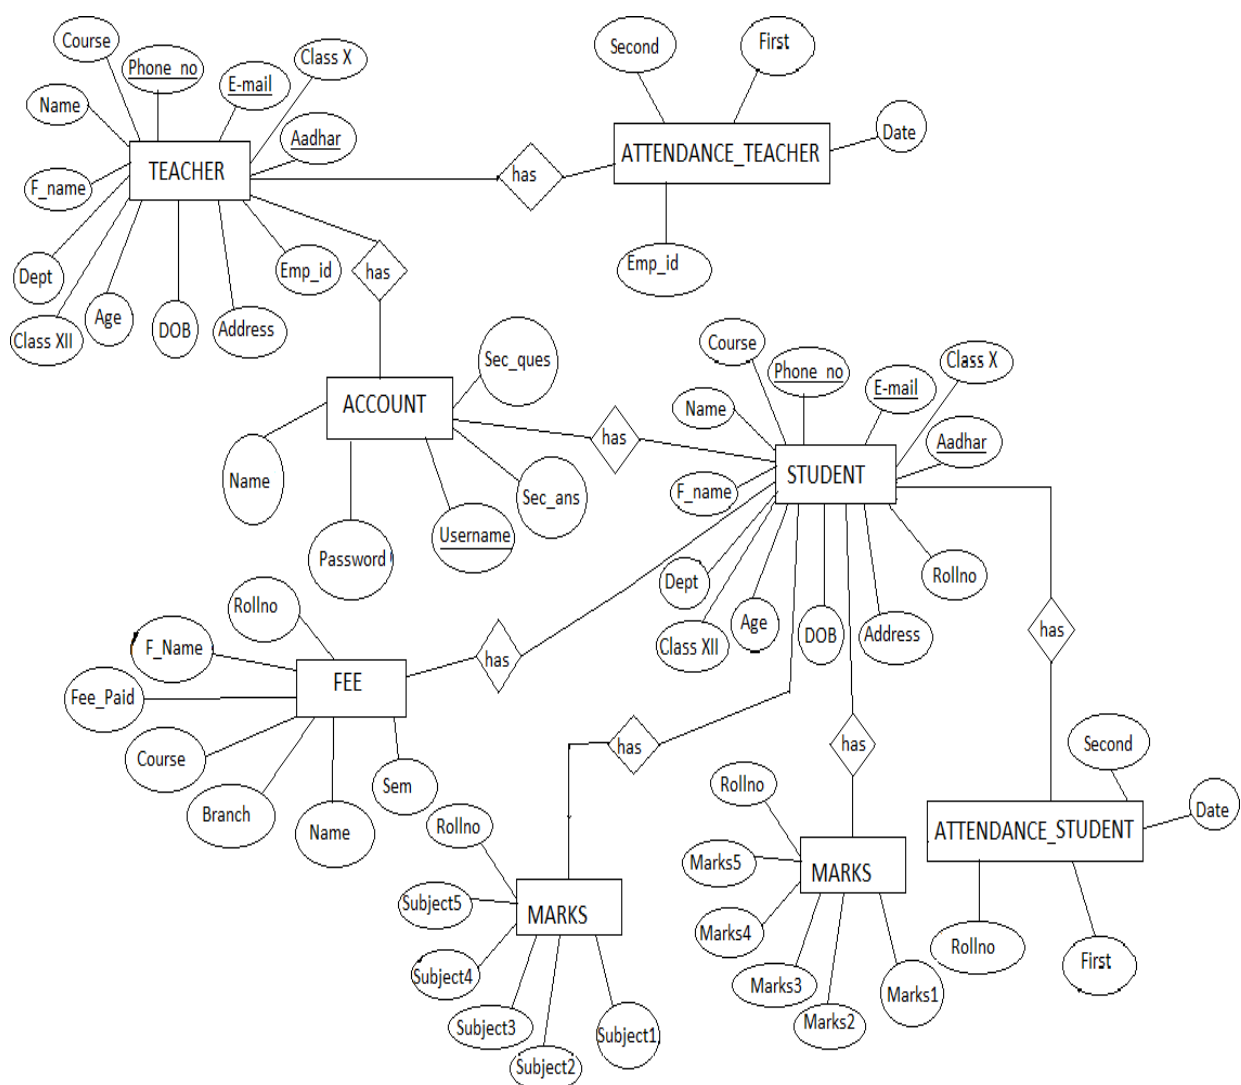 Course
Phone_no
E-mail
Class X
Name
Aadhar
TEACHER
F_name
Dept
Class XII
Age
DOB
Address
Emp_id
has
Second
First
Date
ATTENDANCE_TEACHER
Emp_id
has
ACCOUNT
Sec_ques
Name
Password
Username
Sec_ans
has
Course
Phone_no
E-mail
Class X
Name
Aadhar
STUDENT
F_name
Dept
Class XII
Age
DOB
Address
Rollno
has
Rollno
F_Name
Fee_Paid
FEE
Course
Branch
Name
Sem
has
Rollno
Subject5
MARKS
Subject4
Subject3
Subject2
Subject1
has
Rollno
Marks5
MARKS
Marks4
Marks3
Marks2
Marks1
has
Second
Date
ATTENDANCE_STUDENT
Rollno
First